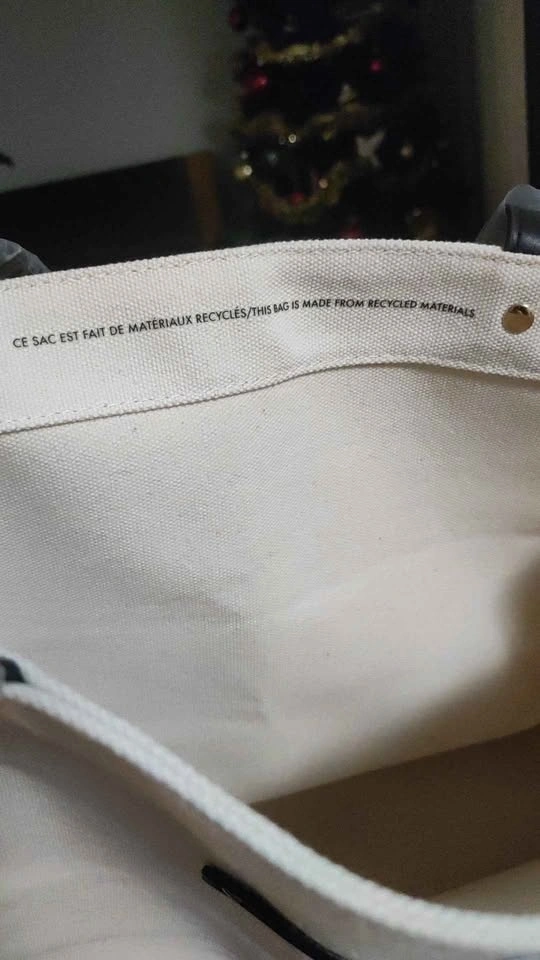 CE SAC EST FAIT DE MATÉRIAUX RECYCLÉS/THIS BAG IS MADE FROM RECYCLED MATERIALS